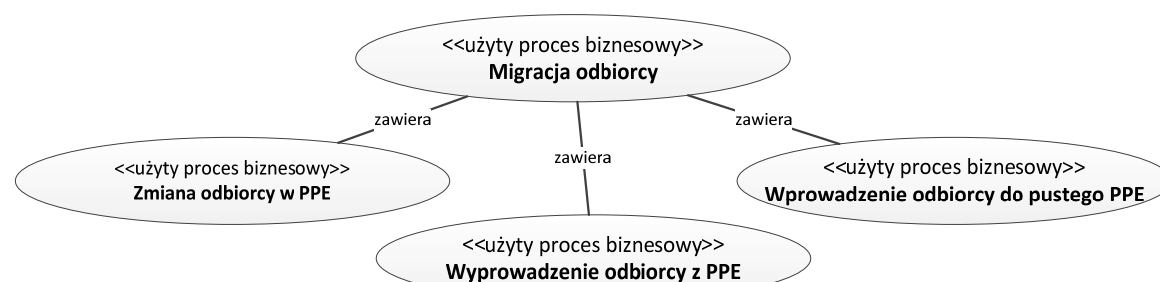 <<użyty proces biznesowy>>
Migracja odbiorcy
zawiera
zawiera
zawiera
<<użyty proces biznesowy>>
Zmiana odbiorcy w PPE
<<użyty proces biznesowy>>
Wprowadzenie odbiorcy do pustego PPE
<<użyty proces biznesowy>>
Wyprowadzenie odbiorcy z PPE